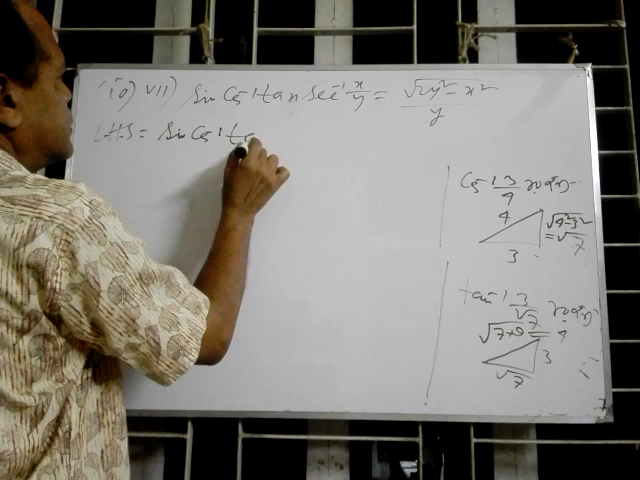 (iv) VII) Sin Cos⁻¹ tan Sec⁻¹ x/y = √2y²-x²/y
LHS = Sin Cos⁻¹ ta
Cos⁻¹ 3/4
4
√4²-3²
= √7
3
tan⁻¹ 3/√7
√7+9 = 4
3
√7